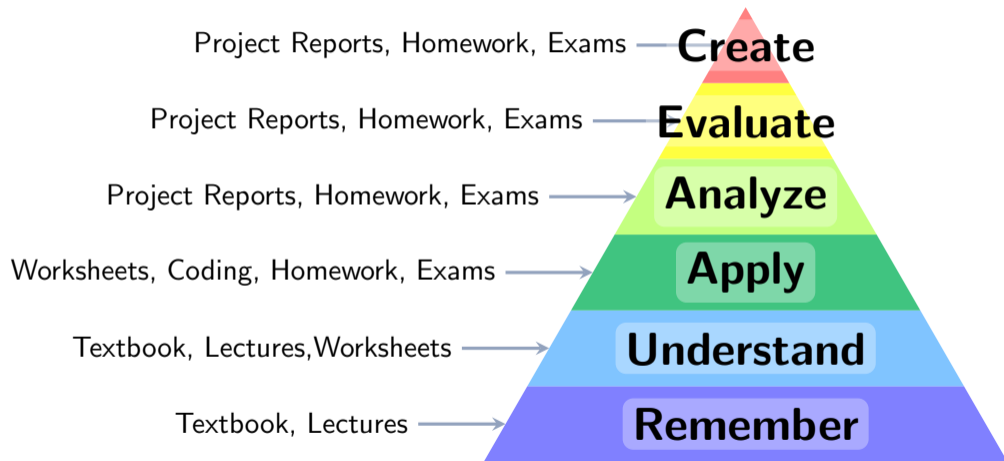 Project Reports, Homework, Exams Create
Project Reports, Homework, Exams Evaluate
Project Reports, Homework, Exams Analyze
Worksheets, Coding, Homework, Exams Apply
Textbook, Lectures,Worksheets Understand
Textbook, Lectures Remember